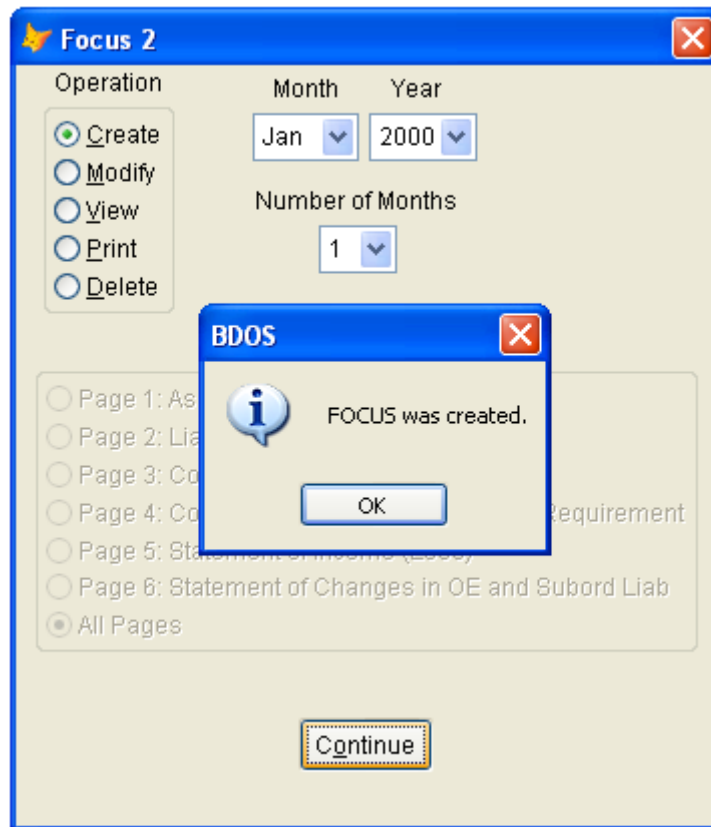 Focus 2
Operation
Month Year
Create
Jan 2000
Modify
View
Number of Months
Print
1
Delete
BDOS
FOCUS was created.
OK
Page 1: As
Page 2: Lia
Page 3: Co
Page 4: Co Requirement
Page 5:
Page 6: Statement of Changes in OE and Subord Liab
All Pages
Continue